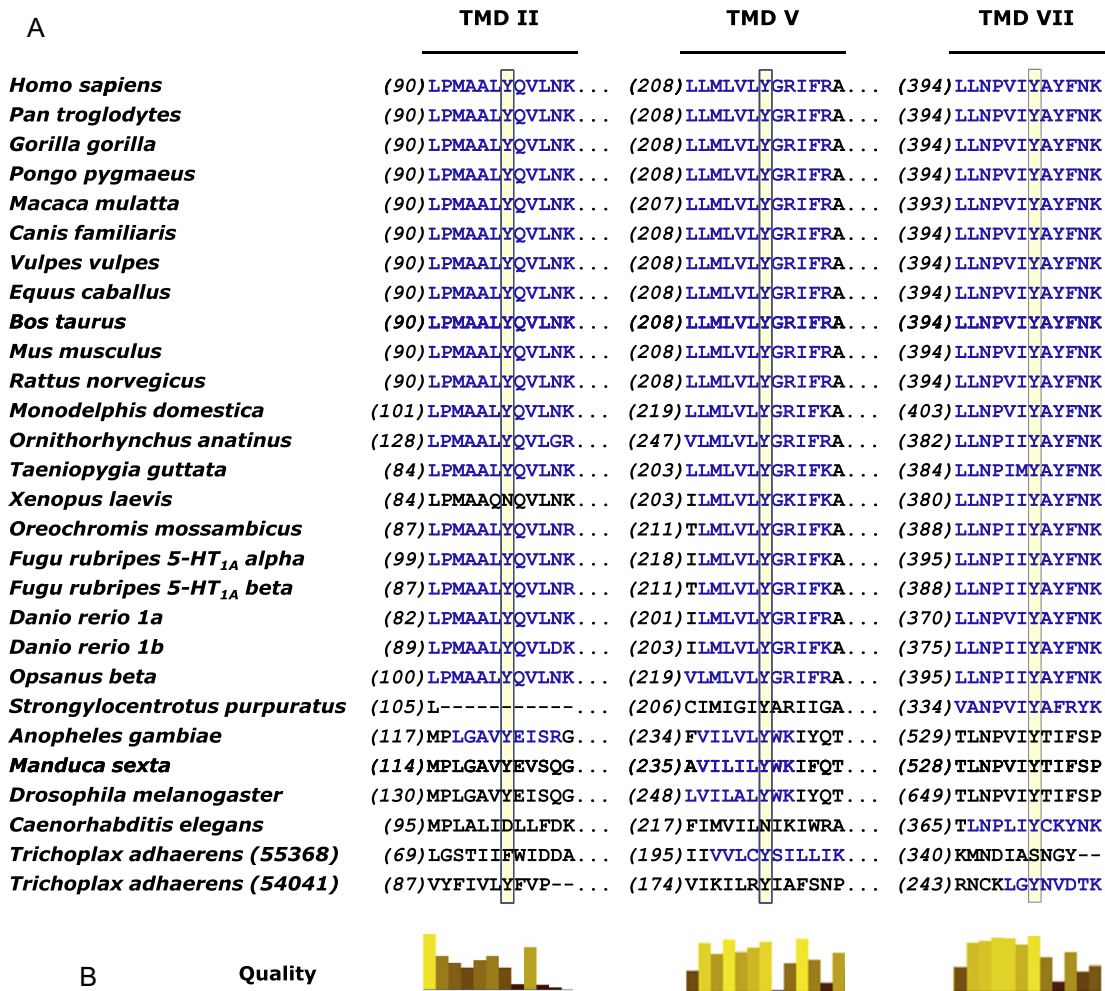 A
TMD II TMD V TMD VII
Homo sapiens (90) LPMAALYQVLNK... (208) LLMLVLYGRIFRA... (394) LLNPVIYAYFNK
Pan troglodytes (90) LPMAALYQVLNK... (208) LLMLVLYGRIFRA... (394) LLNPVIYAYFNK
Gorilla gorilla (90) LPMAALYQVLNK... (208) LLMLVLYGRIFRA... (394) LLNPVIYAYFNK
Pongo pygmaeus (90) LPMAALYQVLNK... (208) LLMLVLYGRIFRA... (394) LLNPVIYAYFNK
Macaca mulatta (90) LPMAALYQVLNK... (207) LLMLVLYGRIFRA... (393) LLNPVIYAYFNK
Canis familiaris (90) LPMAALYQVLNK... (208) LLMLVLYGRIFRA... (394) LLNPVIYAYFNK
Vulpes vulpes (90) LPMAALYQVLNK... (208) LLMLVLYGRIFRA... (394) LLNPVIYAYFNK
Equus caballus (90) LPMAALYQVLNK... (208) LLMLVLYGRIFRA... (394) LLNPVIYAYFNK
Bos taurus (90) LPMAALYQVLNK... (208) LLMLVLYGRIFRA... (394) LLNPVIYAYFNK
Mus musculus (90) LPMAALYQVLNK... (208) LLMLVLYGRIFRA... (394) LLNPVIYAYFNK
Rattus norvegicus (90) LPMAALYQVLNK... (208) LLMLVLYGRIFRA... (394) LLNPVIYAYFNK
Monodelphis domestica (101) LPMAALYQVLNK... (219) LLMLVLYGRIFKA... (403) LLNPVIYAYFNK
Ornithorhynchus anatinus (128) LPMAALYQVLGR... (247) VLMLVLYGRIFRA... (382) LLNPIIYAYFNK
Taeniopygia guttata (84) LPMAALYQVLNK... (203) LLMLVLYGRIFKA... (384) LLNPIMYAYFNK
Xenopus laevis (84) LPMAAQNQVLNK... (203) ILMLVLYGKIFKA... (380) LLNPIIYAYFNK
Oreochromis mossambicus (87) LPMAALYQVLNR... (211) TLMLVLYGRIFKA... (388) LLNPIIYAYFNK
Fugu rubripes 5-HT1A alpha (99) LPMAALYQVLNK... (218) ILMLVLYGRIFKA... (395) LLNPIIYAYFNK
Fugu rubripes 5-HT1A beta (87) LPMAALYQVLNR... (211) TLMLVLYGRIFKA... (388) LLNPIIYAYFNK
Danio rerio 1a (82) LPMAALYQVLNK... (201) ILMLVLYGRIFKA... (370) LLNPVIYAYFNK
Danio rerio 1b (89) LPMAALYQVLDK... (203) ILMLVLYGRIFKA... (375) LLNPIIYAYFNK
Opsanus beta (100) LPMAALYQVLNK... (219) VLMLVLYGRIFRA... (395) LLNPIIYAYFNK
Strongylocentrotus purpuratus (105) L-----------... (206) CIMIGIYARIIGA... (334) VANPVIYAFRYK
Anopheles gambiae (117) MPLGAVYEISRG... (234) FVILVLYWKIYQT... (529) TLNPVIYTIFSP
Manduca sexta (114) MPLGAVYEVSQG... (235) AVILILYWKIFQT... (528) TLNPVIYTIFSP
Drosophila melanogaster (130) MPLGAVYEISQG... (248) LVILALYWKIYQT... (649) TLNPVIYTIFSP
Caenorhabditis elegans (95) MPLALIDLLFDK... (217) FIMVILNIKIWRA... (365) TLNPLIYCKYNK
Trichoplax adhaerens (55368) (69) LGSTIIFWIDDA... (195) IIVVLCYSILLIK... (340) KMNDIASNGY--
Trichoplax adhaerens (54041) (87) VYFIVLYFVP--... (174) VIKILRYIAFSNP... (243) RNCKLGYNVDTK
B
Quality